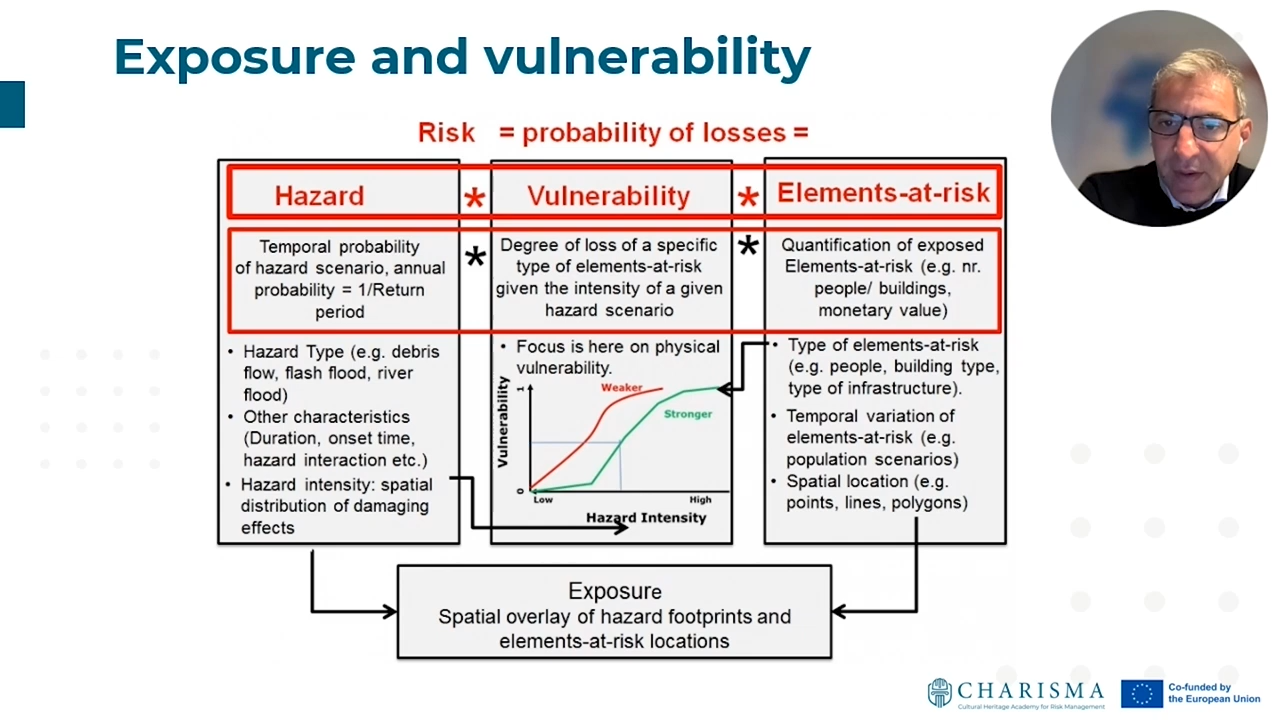 Exposure and vulnerability
Risk = probability of losses =
Hazard
*
Vulnerability
*
Elements-at-risk
Temporal probability
of hazard scenario, annual
probability = 1/Return
period
*
Degree of loss of a specific
type of elements-at-risk
given the intensity of a given
hazard scenario
*
Quantification of exposed
Elements-at-risk (e.g. nr.
people/ buildings,
monetary value)
• Hazard Type (e.g. debris
flow, flash flood, river
flood)
• Other characteristics
(Duration, onset time,
hazard interaction etc.)
• Hazard intensity: spatial
distribution of damaging
effects
• Focus is here on physical
vulnerability.
Vulnerability
1
0
Weaker
Stronger
Low
High
Hazard Intensity
• Type of elements-at-risk
(e.g. people, building type,
type of infrastructure).
• Temporal variation of
elements-at-risk (e.g.
population scenarios)
• Spatial location (e.g.
points, lines, polygons)
Exposure
Spatial overlay of hazard footprints and
elements-at-risk locations
CHARISMA
Cultural Heritage Academy for Risk Management
Co-funded by
the European Union